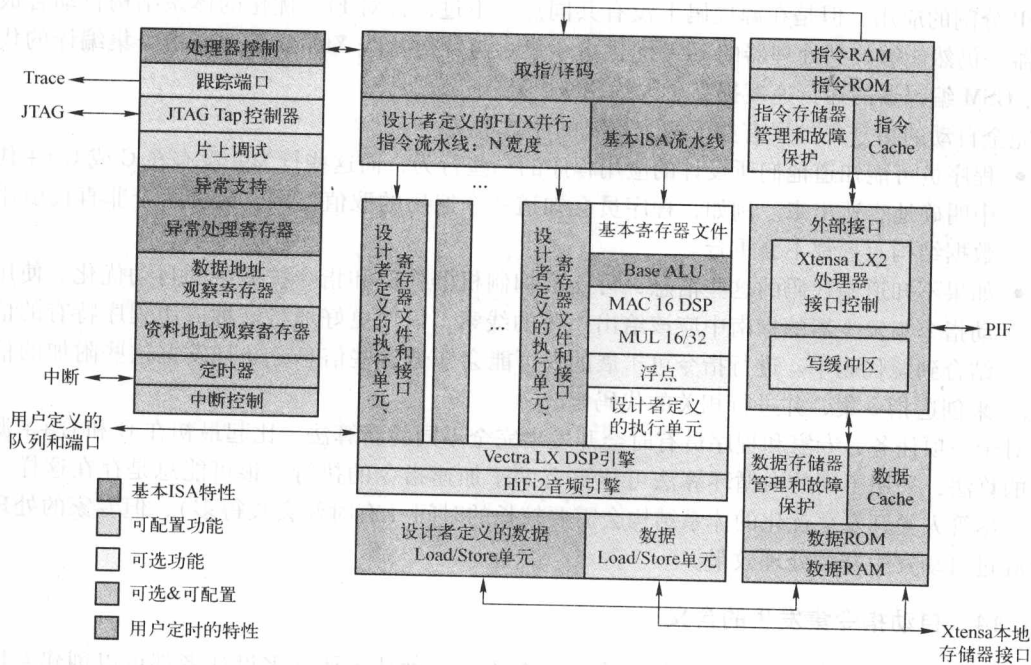 处理器控制
跟踪端口
JTAG Tap控制器
片上调试
异常支持
异常处理寄存器
数据地址
观察寄存器
资料地址观察寄存器
定时器
中断控制
Trace
JTAG
中断
用户定义的
队列和端口
取指/译码
设计者定义的FLIX并行
指令流水线：N宽度
基本ISA流水线
...
...
设计者定义的执行单元、
寄存器文件和接口
设计者定义的执行单元、
寄存器文件和接口
基本寄存器文件
Base ALU
MAC 16 DSP
MUL 16/32
浮点
设计者定义的
执行单元
Vectra LX DSP引擎
HiFi2音频引擎
设计者定义的数据
Load/Store单元
数据
Load/Store单元
指令RAM
指令ROM
指令存储器
管理和故障
保护
指令
Cache
外部接口
Xtensa LX2
处理器
接口控制
写缓冲区
PIF
数据存储器
管理和故障
保护
数据
Cache
数据ROM
数据RAM
Xtensa本地
存储器接口
基本ISA特性
可配置功能
可选功能
可选&可配置
用户定时的特性